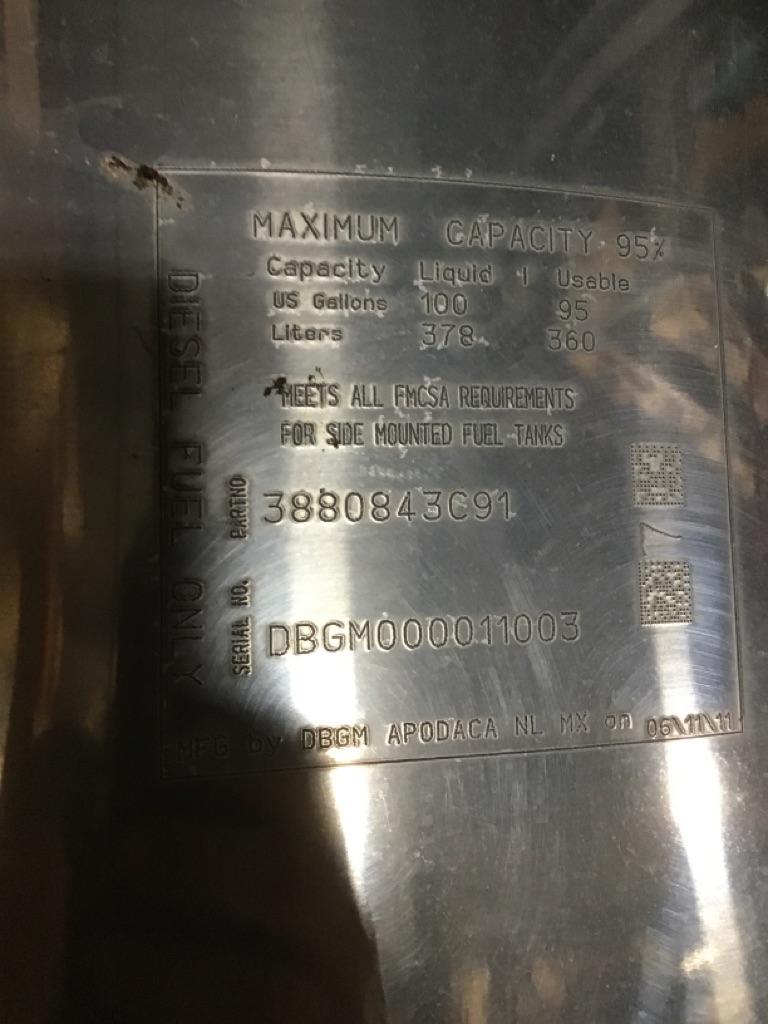 MAXIMUM CAPACITY 95%
Capacity Liquid | Usable
US Gallons 100 95
Liters 378 360
MEETS ALL FMCSA REQUIREMENTS
FOR SIDE MOUNTED FUEL TANKS
PARTNO 3880843C91
7
SERIAL NO. DBGM000011003
MFG by DBGM APODACA NL MX on 06\11\11
DIESEL FUEL ONLY